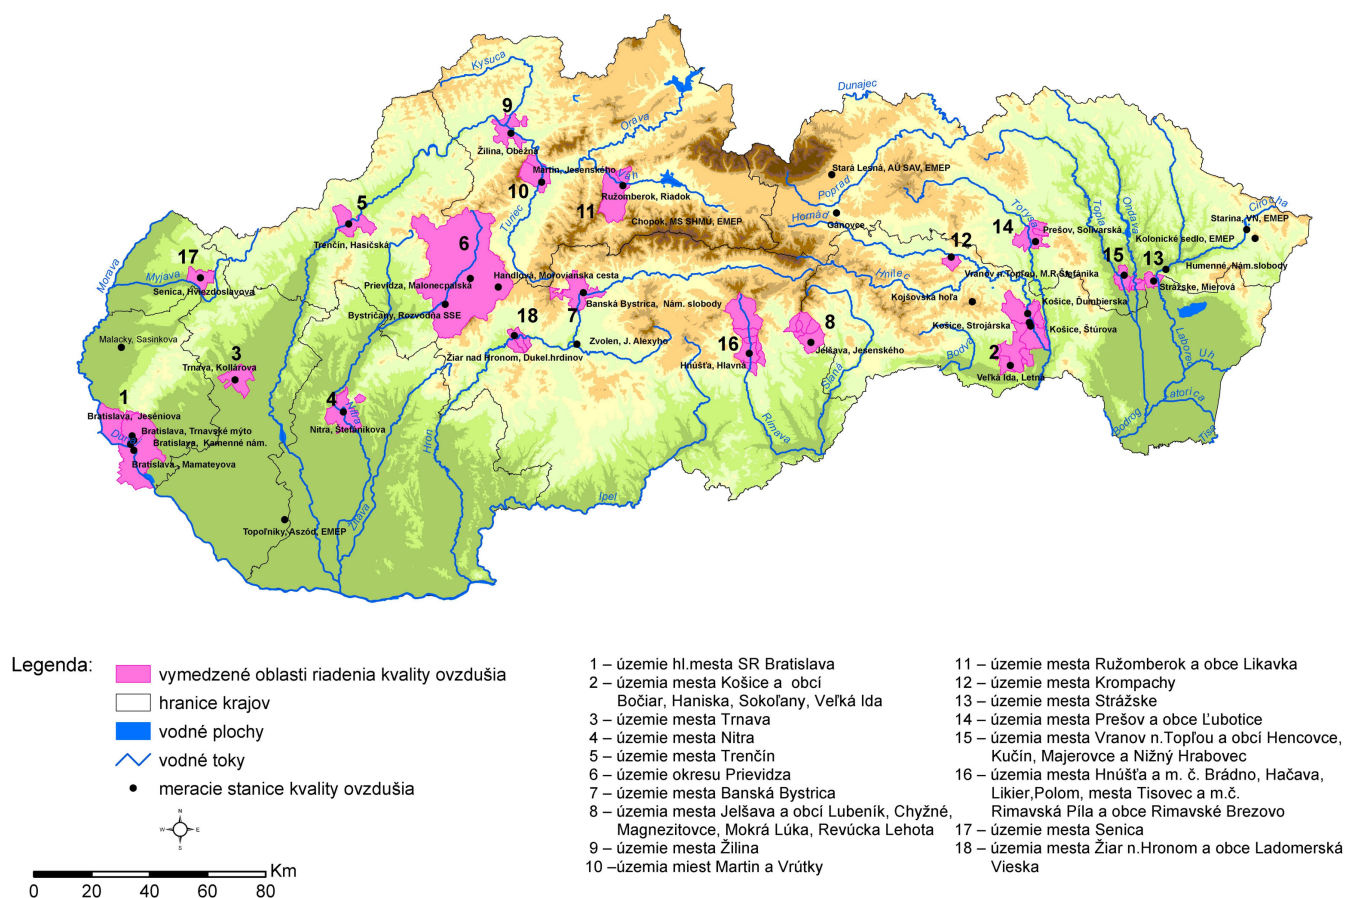 Kysuca
Dunajec
9
Orava
Žilina, Obežná
Martin, Jesenského
Váh
Stará Lesná, AÚ SAV, EMEP
10
Ružomberok, Riadok
Poprad
5
11
Turiec
Chopok, MS SHMÚ, EMEP
Hornád
Gánovce
Torysa
Topľa
Ondava
Cirocha
Starina, VN, EMEP
14
Prešov, Solivarská
Kolonické sedlo, EMEP
Trenčín, Hasičská
6
12
15
13
Humenné, Nám.slobody
17
Morava
Myjava
Senica, Hviezdoslavova
Handlová, Morovianska cesta
Prievidza, Malonecpalská
Hnilec
Vranov n.Topľou, M.R.Štefánika
Strážske, Mierová
Banská Bystrica, Nám. slobody
Kojšovská hoľa
Košice, Ďumbierska
Bystričany, Rozvodňa SSE
7
18
8
Košice, Strojárska
Košice, Štúrova
Malacky, Sasinkova
Zvolen, J. Alexyho
16
Jelšava, Jesenského
Bodva
Laborec
Uh
3
Trnava, Kollárova
Žiar nad Hronom, Dukel.hrdinov
Hnúšťa, Hlavná
Slaná
2
Veľká Ida, Letná
1
4
Nitra
Latorica
Bratislava, Jeséniova
Bratislava, Trnavské mýto
Dunaj
Bratislava, Kamenné nám.
Nitra, Štefánikova
Hron
Rimava
Bodrog
Tisa
Bratislava, Mamateyova
Ipeľ
Žitava
Topoľníky, Aszód, EMEP
Legenda:
vymedzené oblasti riadenia kvality ovzdušia
hranice krajov
vodné plochy
vodné toky
meracie stanice kvality ovzdušia
N
W E
S
Km
0 20 40 60 80
1 – územie hl.mesta SR Bratislava
2 – územia mesta Košice a obcí
Bočiar, Haniska, Sokoľany, Veľká Ida
3 – územie mesta Trnava
4 – územie mesta Nitra
5 – územie mesta Trenčín
6 – územie okresu Prievidza
7 – územie mesta Banská Bystrica
8 – územia mesta Jelšava a obcí Lubeník, Chyžné,
Magnezitovce, Mokrá Lúka, Revúcka Lehota
9 – územie mesta Žilina
10 –územia miest Martin a Vrútky
11 – územie mesta Ružomberok a obce Likavka
12 – územie mesta Krompachy
13 – územie mesta Strážske
14 – územia mesta Prešov a obce Ľubotice
15 – územia mesta Vranov n.Topľou a obcí Hencovce,
Kučín, Majerovce a Nižný Hrabovec
16 – územia mesta Hnúšťa a m. č. Brádno, Hačava,
Likier,Polom, mesta Tisovec a m.č.
Rimavská Píla a obce Rimavské Brezovo
17 – územie mesta Senica
18 – územia mesta Žiar n.Hronom a obce Ladomerská
Vieska